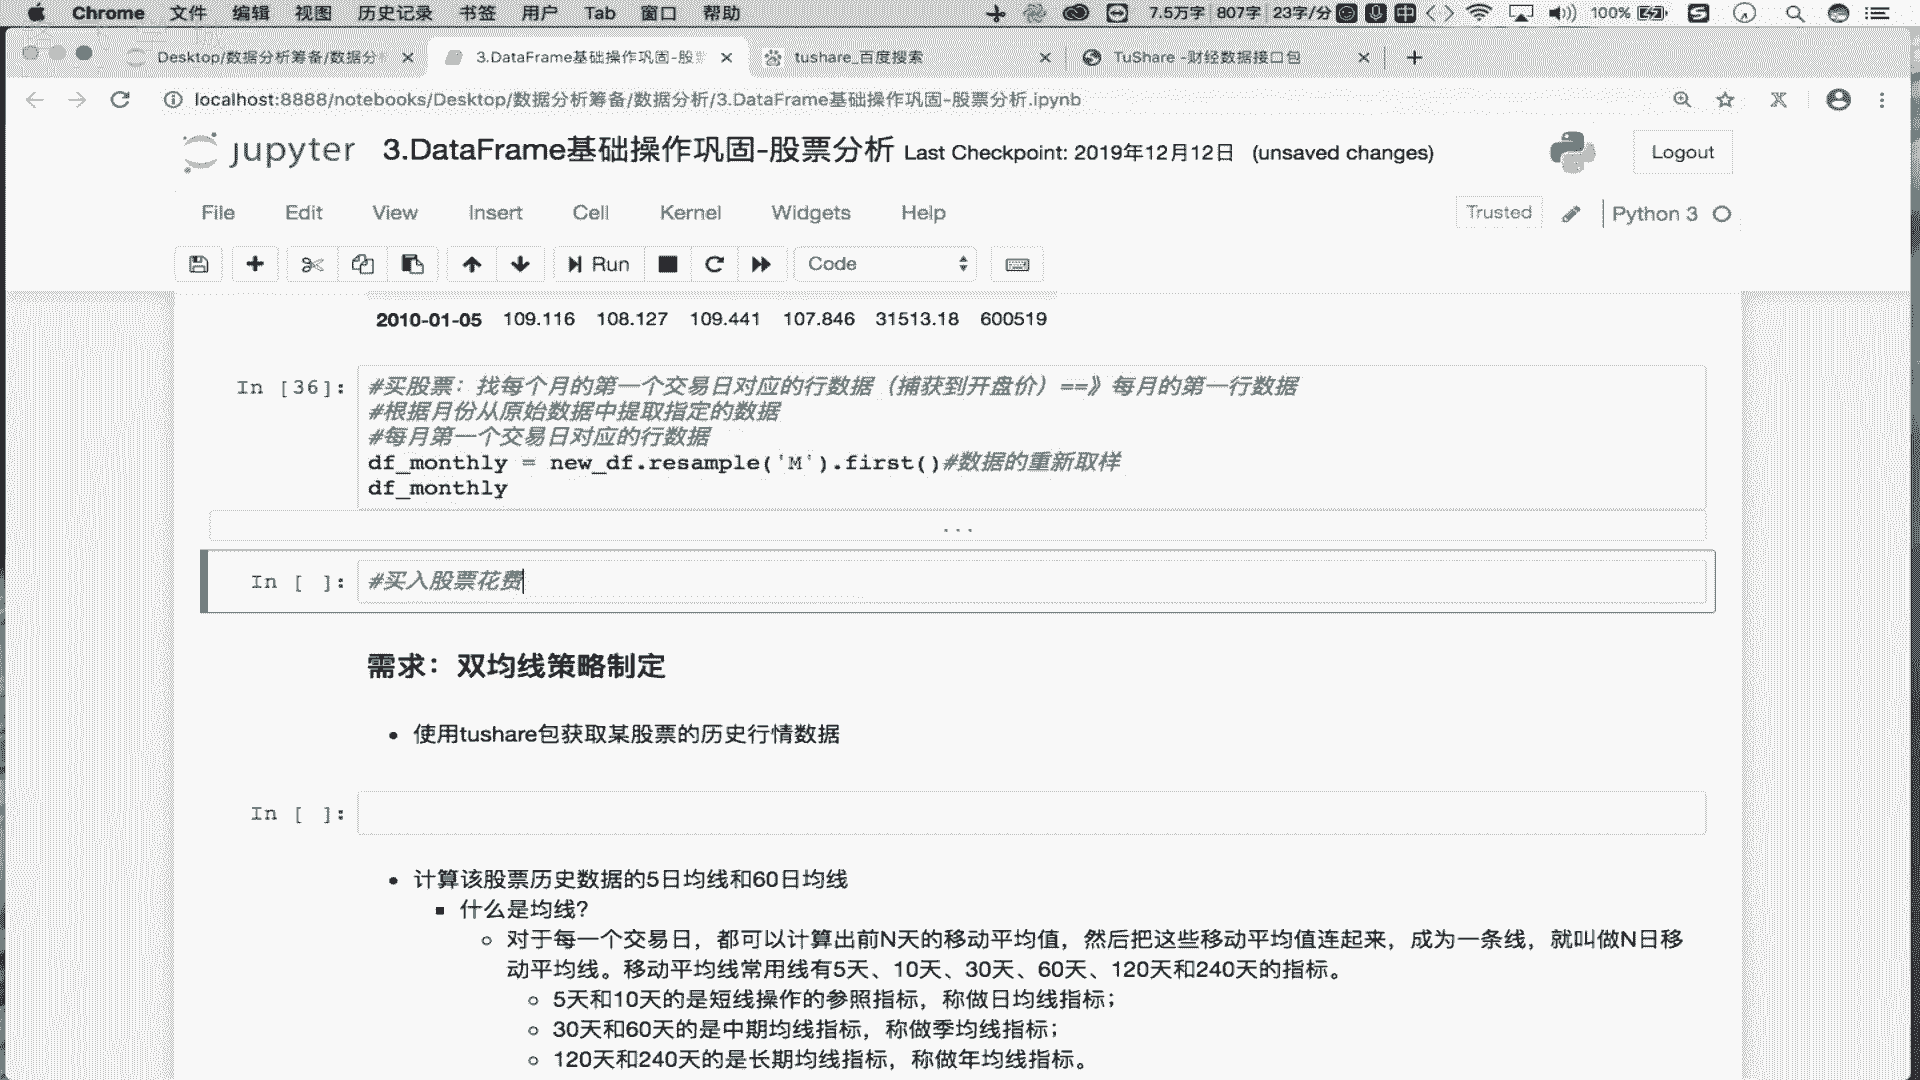 Chrome 文件 编辑 视图 历史记录 书签 用户 Tab 窗口 帮助 7.5万字 807字 23字/分 中 100%
Desktop/数据分析筹备/数据分 3.DataFrame基础操作巩固-股票 tushare_百度搜索 TuShare -财经数据接口包
localhost:8888/notebooks/Desktop/数据分析筹备/数据分析/3.DataFrame基础操作巩固-股票分析.ipynb
jupyter 3.DataFrame基础操作巩固-股票分析 Last Checkpoint: 2019年12月12日 (unsaved changes) Logout
File Edit View Insert Cell Kernel Widgets Help Trusted Python 3
Run Code
2010-01-05 109.116 108.127 109.441 107.846 31513.18 600519
In [36]: #买股票：找每个月的第一个交易日对应的行数据（捕获到开盘价）==》每月的第一行数据
#根据月份从原始数据中提取指定的数据
#每月第一个交易日对应的行数据
df_monthly = new_df.resample('M').first()#数据的重新取样
df_monthly
...
In [ ]: #买入股票花费
需求：双均线策略制定
• 使用tushare包获取某股票的历史行情数据
In [ ]:
• 计算该股票历史数据的5日均线和60日均线
▪ 什么是均线?
◦ 对于每一个交易日，都可以计算出前N天的移动平均值，然后把这些移动平均值连起来，成为一条线，就叫做N日移
动平均线。移动平均线常用线有5天、10天、30天、60天、120天和240天的指标。
◦ 5天和10天的是短线操作的参照指标，称做日均线指标；
◦ 30天和60天的是中期均线指标，称做季均线指标；
◦ 120天和240天的是长期均线指标，称做年均线指标。